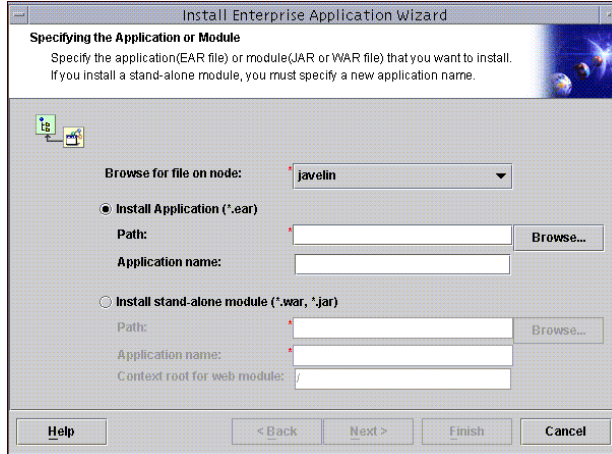 Install Enterprise Application Wizard
Specifying the Application or Module
Specify the application(EAR file) or module(JAR or WAR file) that you want to install.
If you install a stand-alone module, you must specify a new application name.
Browse for file on node: * javelin
Install Application (*.ear)
Path: * Browse...
Application name:
Install stand-alone module (*.war, *.jar)
Path: * Browse...
Application name: *
Context root for web module: /
Help < Back Next > Finish Cancel